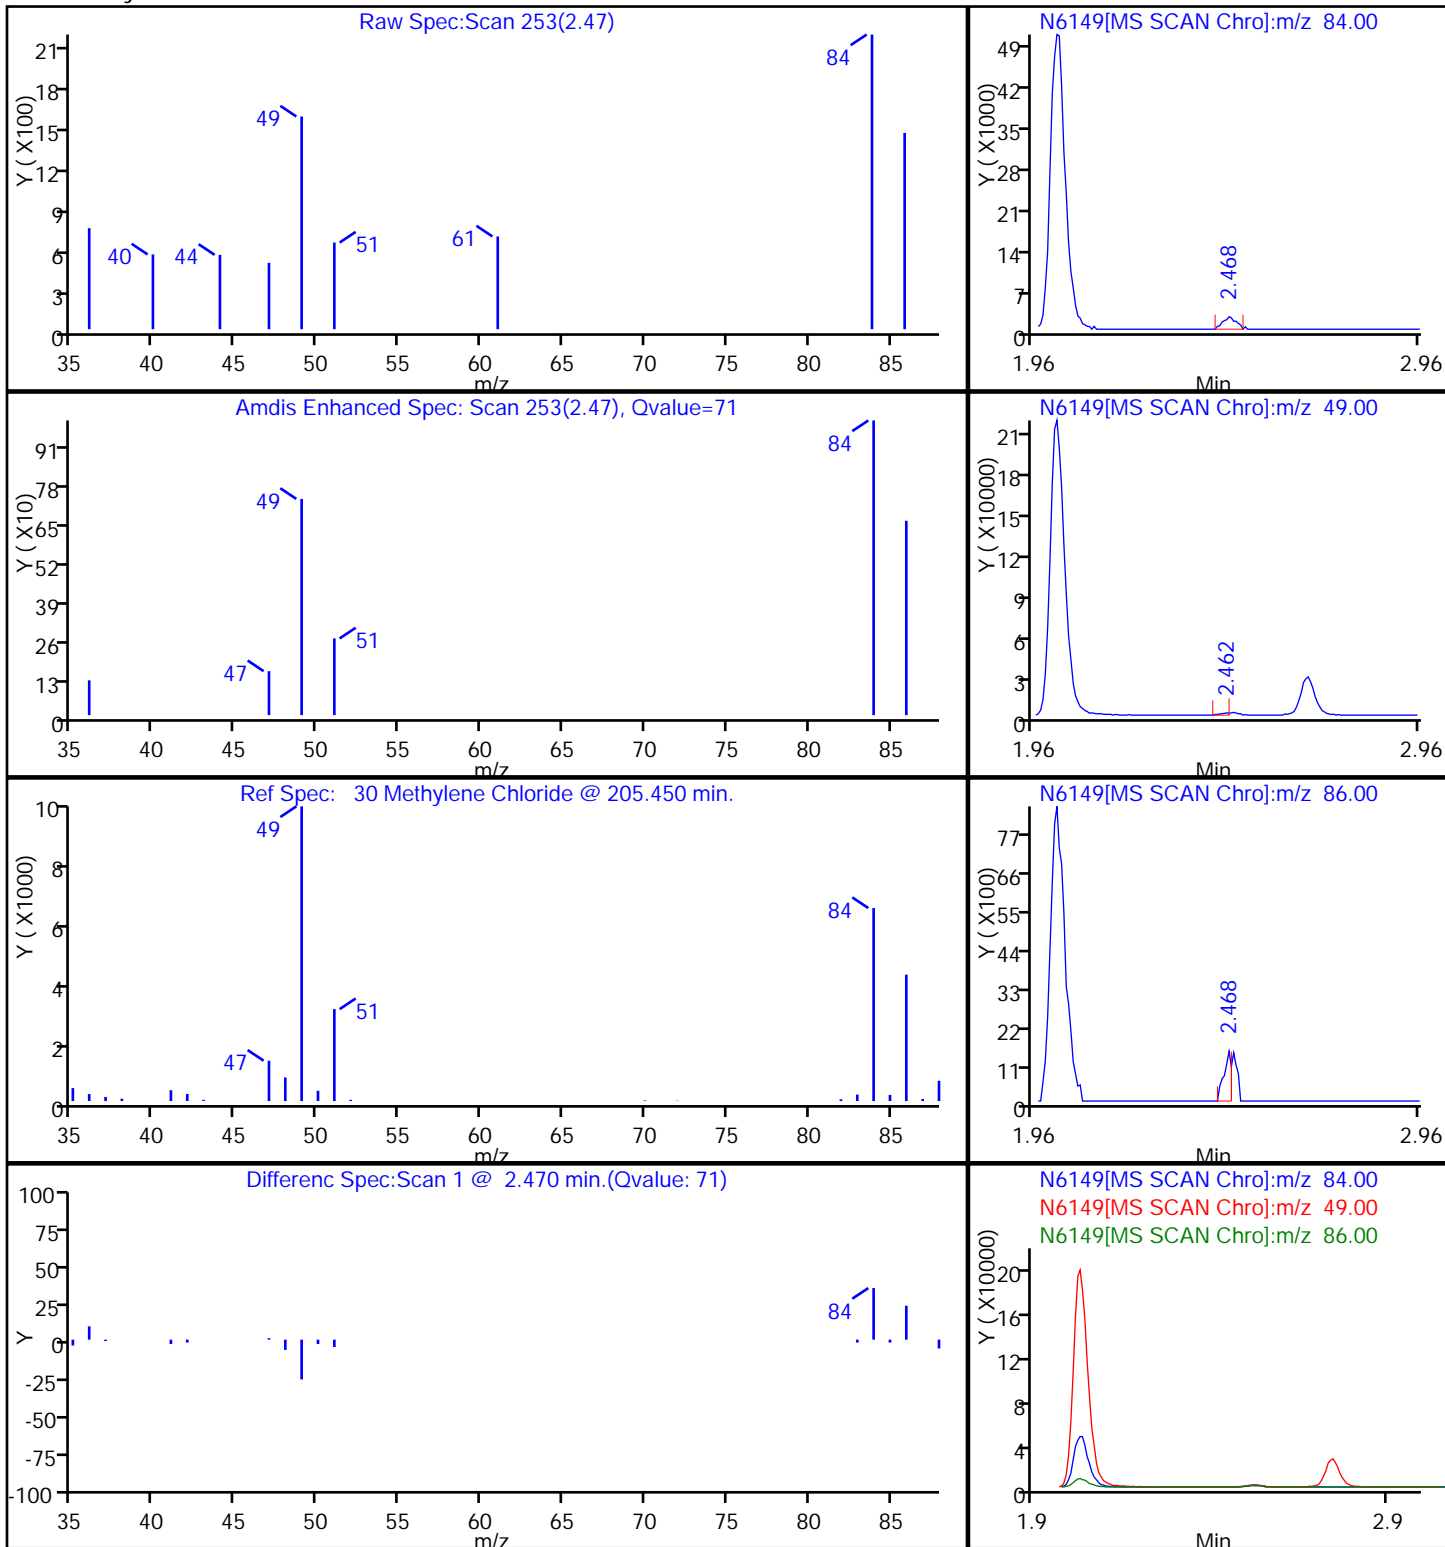 Raw Spec:Scan 253(2.47)
Y ( X100)
21
18
15
12
9
6
3
0
84
49
40
44
51
61
35 40 45 50 55 60 65 70 75 80 85
m/z
N6149[MS SCAN Chro]:m/z 84.00
Y ( X1000)
49
42
35
28
21
14
7
0
2.468
1.96 2.96
Min
Amdis Enhanced Spec: Scan 253(2.47), Qvalue=71
Y ( X10)
91
78
65
52
39
26
13
0
84
49
51
47
35 40 45 50 55 60 65 70 75 80 85
m/z
N6149[MS SCAN Chro]:m/z 49.00
Y ( X10000)
21
18
15
12
9
6
3
0
2.462
1.96 2.96
Min
Ref Spec: 30 Methylene Chloride @ 205.450 min.
Y ( X1000)
10
8
6
4
2
0
49
84
51
47
35 40 45 50 55 60 65 70 75 80 85
m/z
N6149[MS SCAN Chro]:m/z 86.00
Y ( X100)
77
66
55
44
33
22
11
0
2.468
1.96 2.96
Min
Differenc Spec:Scan 1 @ 2.470 min.(Qvalue: 71)
Y
100
75
50
25
0
-25
-50
-75
-100
84
35 40 45 50 55 60 65 70 75 80 85
m/z
N6149[MS SCAN Chro]:m/z 84.00
N6149[MS SCAN Chro]:m/z 49.00
N6149[MS SCAN Chro]:m/z 86.00
Y ( X10000)
20
16
12
8
4
0
1.9 2.9
Min